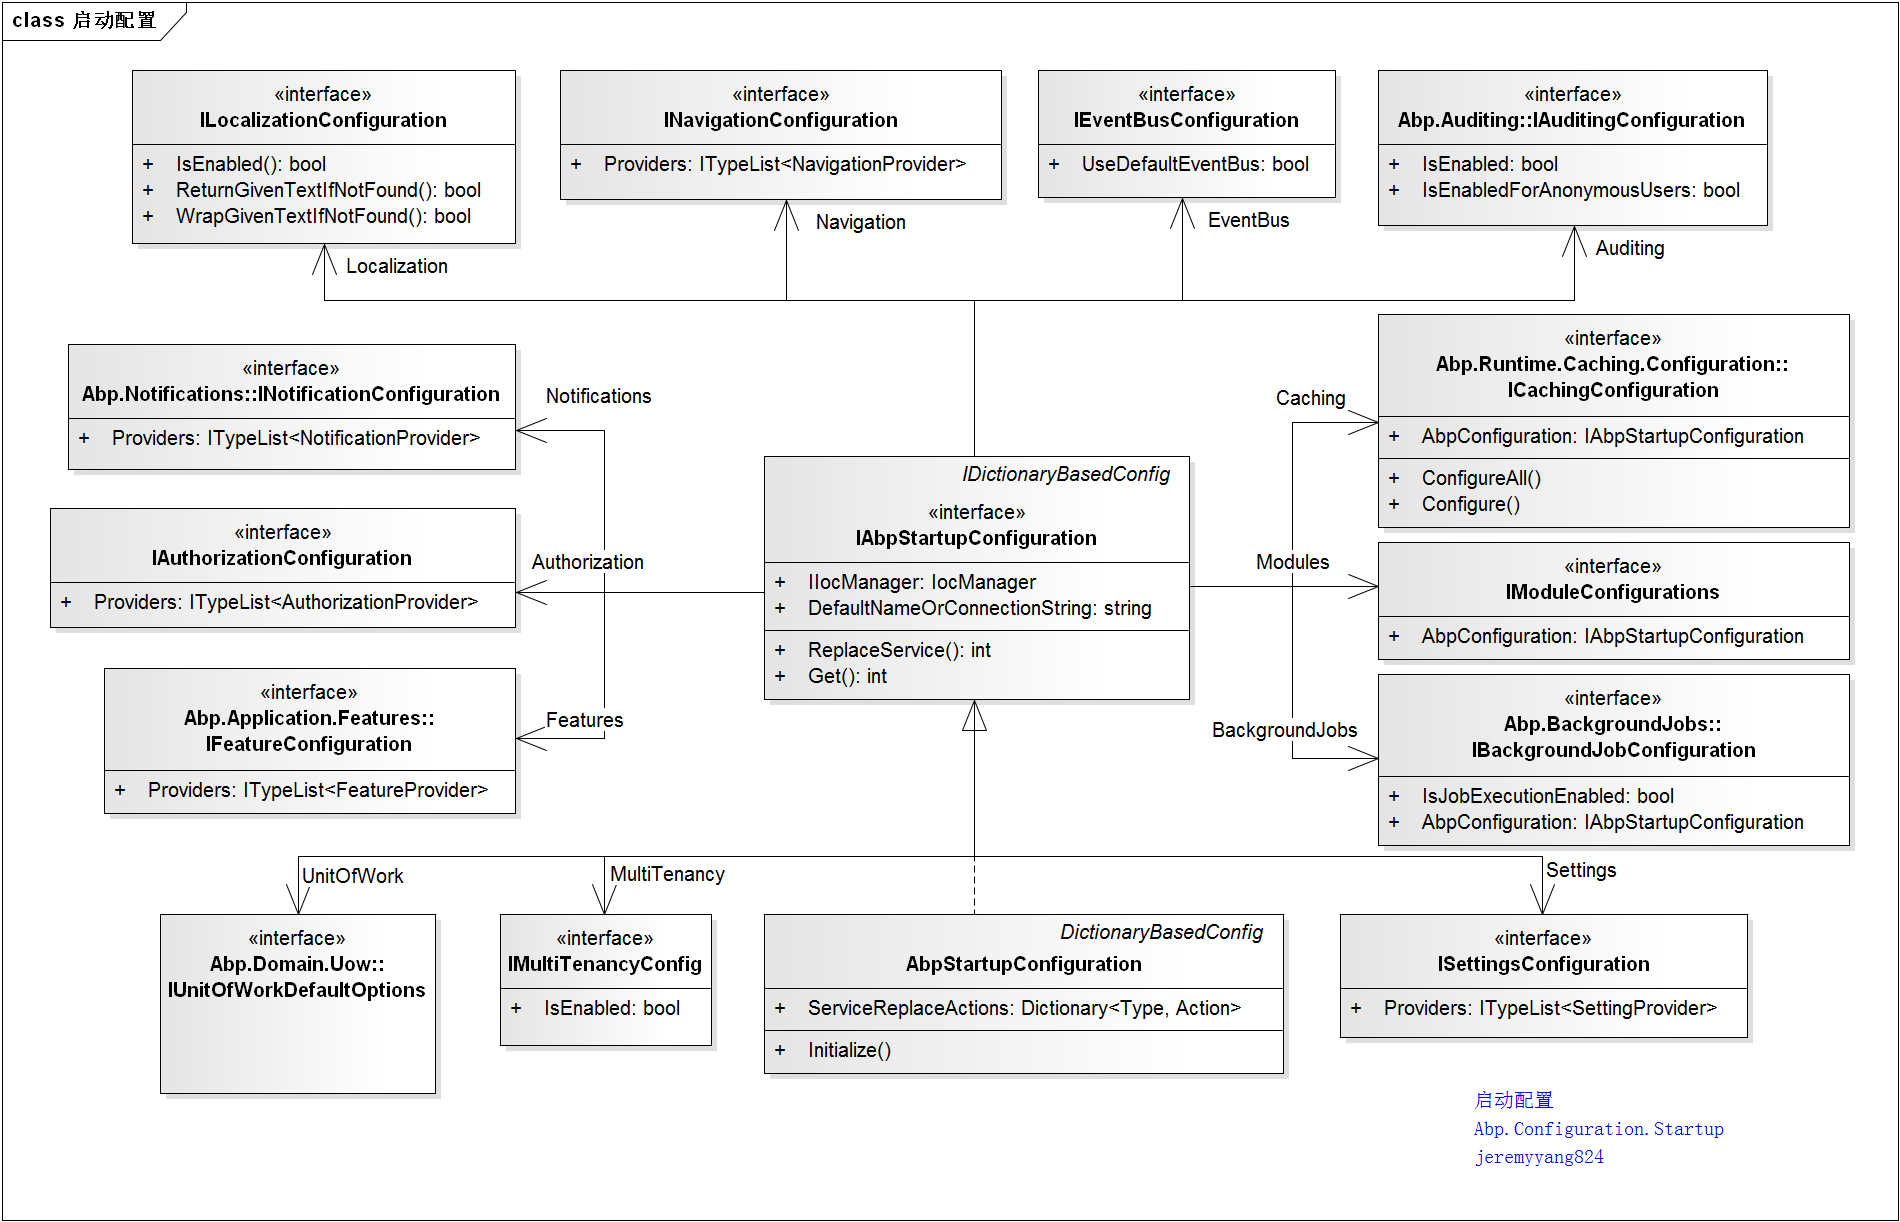 class 启动配置
«interface»
ILocalizationConfiguration
+ IsEnabled(): bool
+ ReturnGivenTextIfNotFound(): bool
+ WrapGivenTextIfNotFound(): bool
«interface»
INavigationConfiguration
+ Providers: ITypeList<NavigationProvider>
«interface»
IEventBusConfiguration
+ UseDefaultEventBus: bool
«interface»
Abp.Auditing::IAuditingConfiguration
+ IsEnabled: bool
+ IsEnabledForAnonymousUsers: bool
Localization
Navigation
EventBus
Auditing
«interface»
Abp.Notifications::INotificationConfiguration
+ Providers: ITypeList<NotificationProvider>
Notifications
«interface»
IAuthorizationConfiguration
+ Providers: ITypeList<AuthorizationProvider>
Authorization
«interface»
Abp.Application.Features::
IFeatureConfiguration
+ Providers: ITypeList<FeatureProvider>
Features
IDictionaryBasedConfig
«interface»
IAbpStartupConfiguration
+ IIocManager: IocManager
+ DefaultNameOrConnectionString: string
+ ReplaceService(): int
+ Get(): int
Caching
«interface»
Abp.Runtime.Caching.Configuration::
ICachingConfiguration
+ AbpConfiguration: IAbpStartupConfiguration
+ ConfigureAll()
+ Configure()
Modules
«interface»
IModuleConfigurations
+ AbpConfiguration: IAbpStartupConfiguration
BackgroundJobs
«interface»
Abp.BackgroundJobs::
IBackgroundJobConfiguration
+ IsJobExecutionEnabled: bool
+ AbpConfiguration: IAbpStartupConfiguration
UnitOfWork
MultiTenancy
Settings
«interface»
Abp.Domain.Uow::
IUnitOfWorkDefaultOptions
«interface»
IMultiTenancyConfig
+ IsEnabled: bool
DictionaryBasedConfig
AbpStartupConfiguration
+ ServiceReplaceActions: Dictionary<Type, Action>
+ Initialize()
«interface»
ISettingsConfiguration
+ Providers: ITypeList<SettingProvider>
启动配置
Abp.Configuration.Startup
jeremyyang824